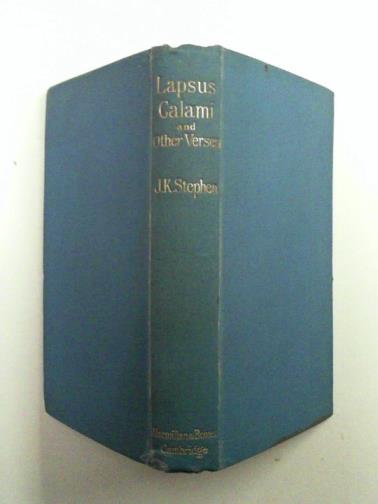 Lapsus
Calami
and
Other Verses
J.K.Stephen
Macmillan & Bowes
Cambridge